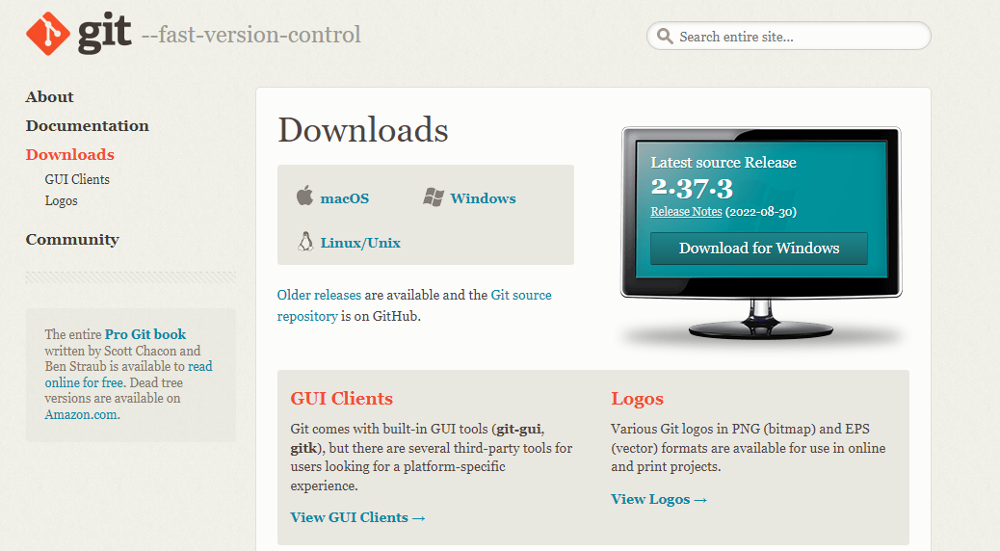 git --fast-version-control
Search entire site...
About
Documentation
Downloads
GUI Clients
Logos
Community
The entire Pro Git book
written by Scott Chacon and
Ben Straub is available to read
online for free. Dead tree
versions are available on
Amazon.com.
Downloads
macOS
Windows
Linux/Unix
Older releases are available and the Git source
repository is on GitHub.
Latest source Release
2.37.3
Release Notes (2022-08-30)
Download for Windows
GUI Clients
Git comes with built-in GUI tools (git-gui,
gitk), but there are several third-party tools for
users looking for a platform-specific
experience.
View GUI Clients →
Logos
Various Git logos in PNG (bitmap) and EPS
(vector) formats are available for use in online
and print projects.
View Logos →